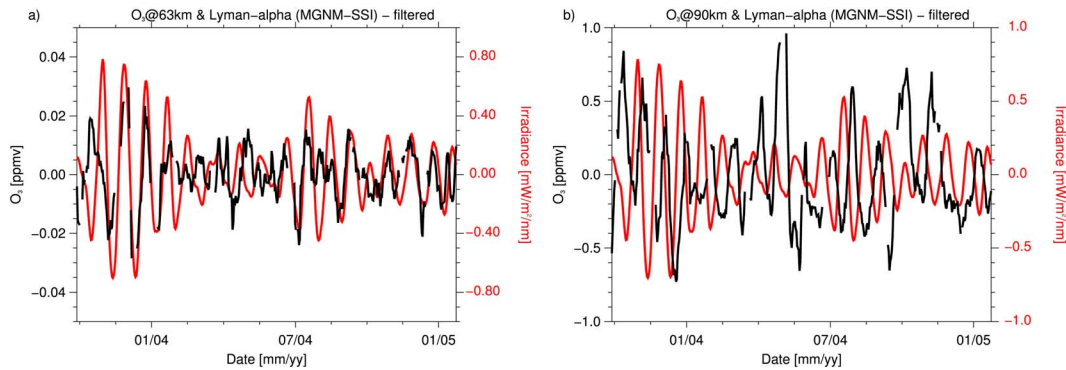 a) O₃@63km & Lyman-alpha (MGNM-SSI) - filtered
0.04
0.02
0.00
-0.02
-0.04
O₃ [ppmv]
0.80
0.40
0.00
-0.40
-0.80
Irradiance [mW/m²/nm]
01/04 07/04 01/05
Date [mm/yy]
b) O₃@90km & Lyman-alpha (MGNM-SSI) - filtered
1.0
0.5
0.0
-0.5
-1.0
O₃ [ppmv]
1.0
0.5
0.0
-0.5
-1.0
Irradiance [mW/m²/nm]
01/04 07/04 01/05
Date [mm/yy]